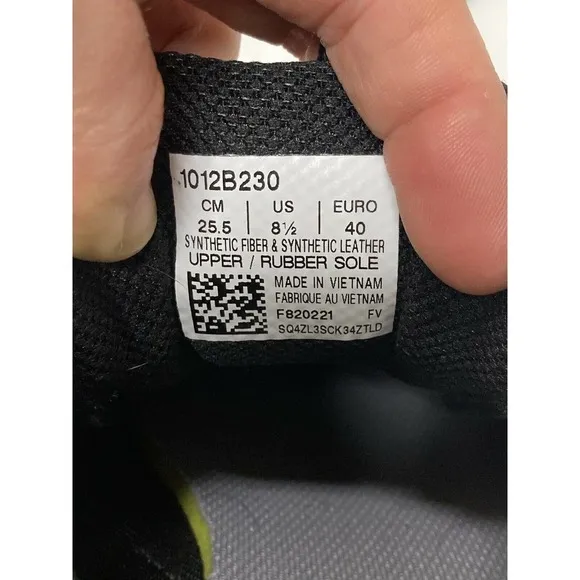 1012B230
CM | US | EURO
25.5 | 8½ | 40
SYNTHETIC FIBER & SYNTHETIC LEATHER
UPPER / RUBBER SOLE
MADE IN VIETNAM
FABRIQUE AU VIETNAM
F820221 FV
SQ4ZL3SCK34ZTLD